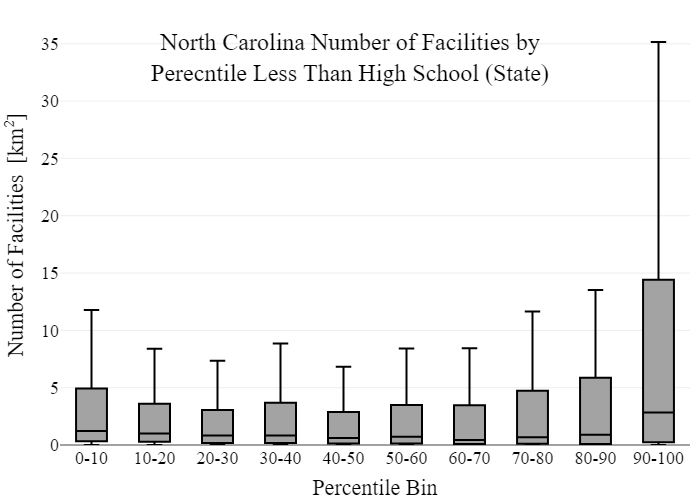 North Carolina Number of Facilities by
Perecntile Less Than High School (State)
Number of Facilities [km²]
35
30
25
20
15
10
5
0
0-10 10-20 20-30 30-40 40-50 50-60 60-70 70-80 80-90 90-100
Percentile Bin